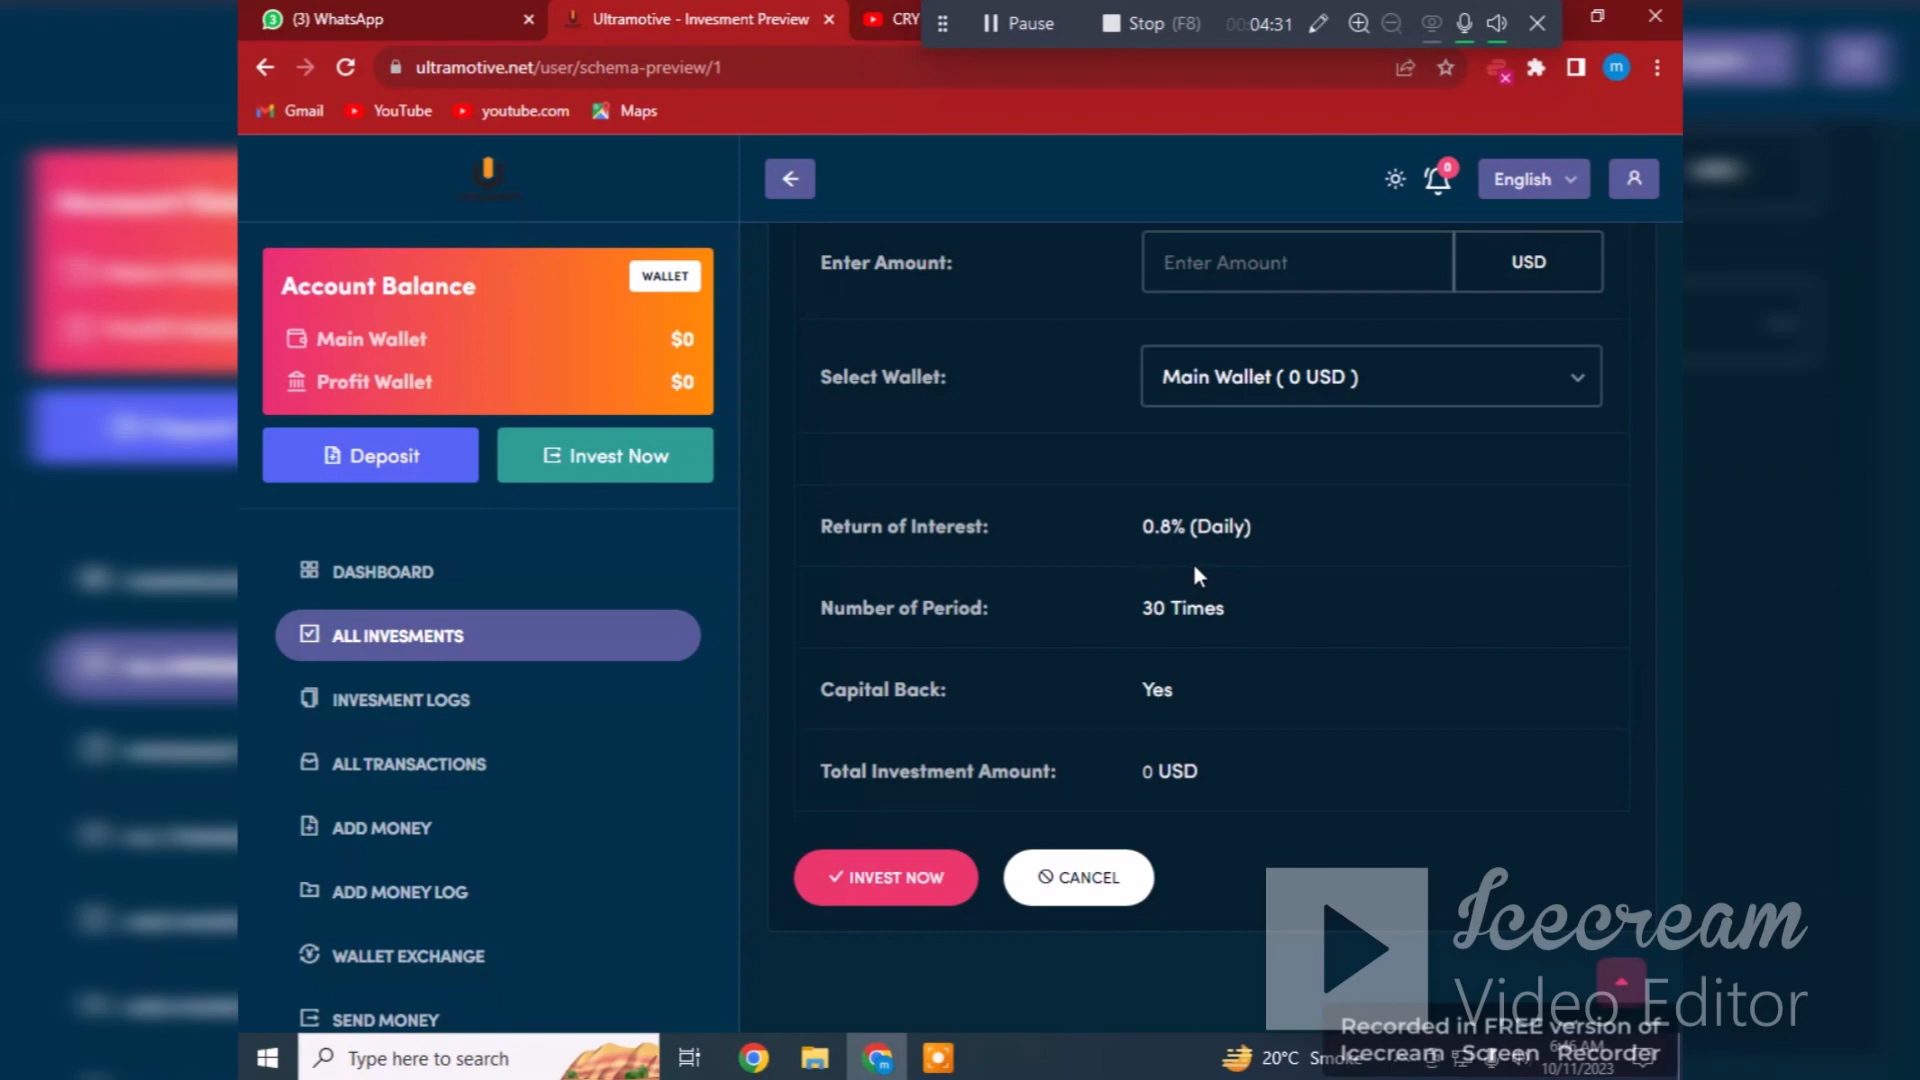 (3) WhatsApp
Ultramotive - Invesment Preview
CRY
Pause
Stop (F8)
00:04:31
ultramotive.net/user/schema-preview/1
m
Gmail
YouTube
youtube.com
Maps
0
English
Account Balance
WALLET
Main Wallet
$0
Profit Wallet
$0
Deposit
Invest Now
DASHBOARD
ALL INVESMENTS
INVESMENT LOGS
ALL TRANSACTIONS
ADD MONEY
ADD MONEY LOG
WALLET EXCHANGE
SEND MONEY
Enter Amount:
Enter Amount
USD
Select Wallet:
Main Wallet ( 0 USD )
Return of Interest:
0.8% (Daily)
Number of Period:
30 Times
Capital Back:
Yes
Total Investment Amount:
0 USD
INVEST NOW
CANCEL
Icecream
Video Editor
Recorded in FREE version of
Icecream Screen Recorder
Type here to search
20°C
6:46 AM
10/11/2023